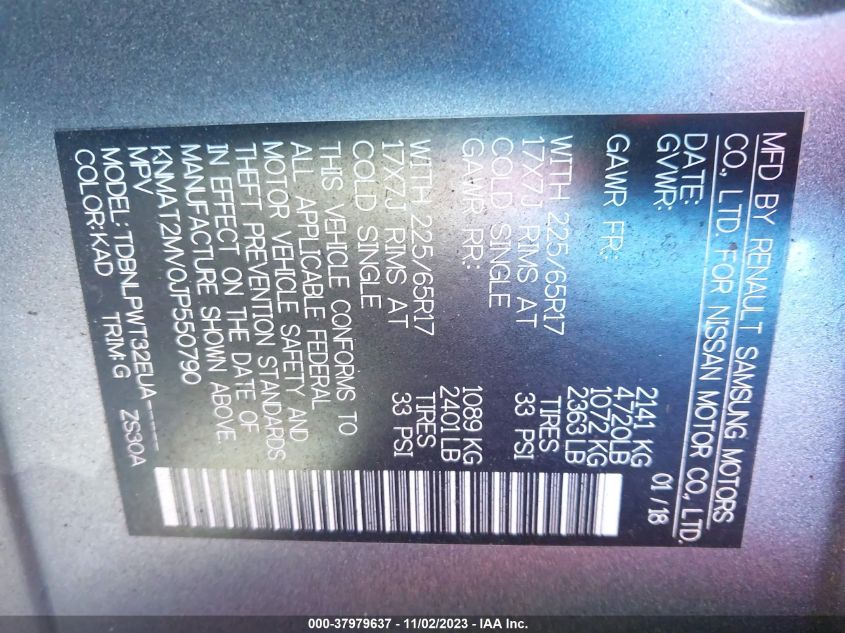 MFD BY RENAULT SAMSUNG MOTORS
CO., LTD. FOR NISSAN MOTOR CO., LTD.
DATE: 01/18
GVWR: 2141 KG
4720LB
GAWR FR: 1072 KG
2363 LB
WITH 225/65R17 TIRES
17X7J RIMS AT 33 PSI
COLD SINGLE
GAWR RR: 1089 KG
2401 LB
WITH 225/65R17 TIRES
17X7J RIMS AT 33 PSI
COLD SINGLE
THIS VEHICLE CONFORMS TO
ALL APPLICABLE FEDERAL
MOTOR VEHICLE SAFETY AND
THEFT PREVENTION STANDARDS
IN EFFECT ON THE DATE OF
MANUFACTURE SHOWN ABOVE.
KNMAT2MV0JP550790
MPV
MODEL: TDBNLPWT32EUA
COLOR: KAD TRIM: G ZS30A
000-37979637 - 11/02/2023 - IAA Inc.